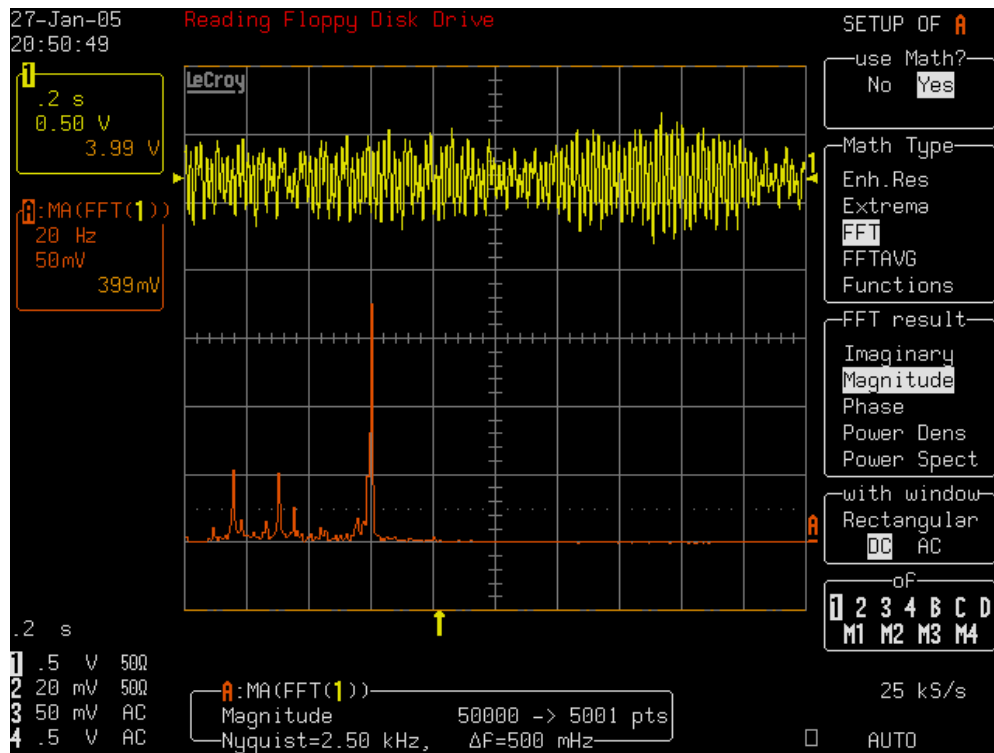 27-Jan-05
20:50:49
Reading Floppy Disk Drive
1
.2 s
0.50 V
3.99 V
A:MA(FFT(1))
20 Hz
50mV
399mV
LeCroy
1
A
SETUP OF A
use Math?
No Yes
Math Type
Enh.Res
Extrema
FFT
FFTAVG
Functions
FFT result
Imaginary
Magnitude
Phase
Power Dens
Power Spect
with window
Rectangular
DC AC
of
1 2 3 4 B C D
M1 M2 M3 M4
.2 s
1 .5 V 50Ω
2 20 mV 50Ω
3 50 mV AC
4 .5 V AC
A:MA(FFT(1))
Magnitude 50000 -> 5001 pts
Nyquist=2.50 kHz, ΔF=500 mHz
25 kS/s
AUTO